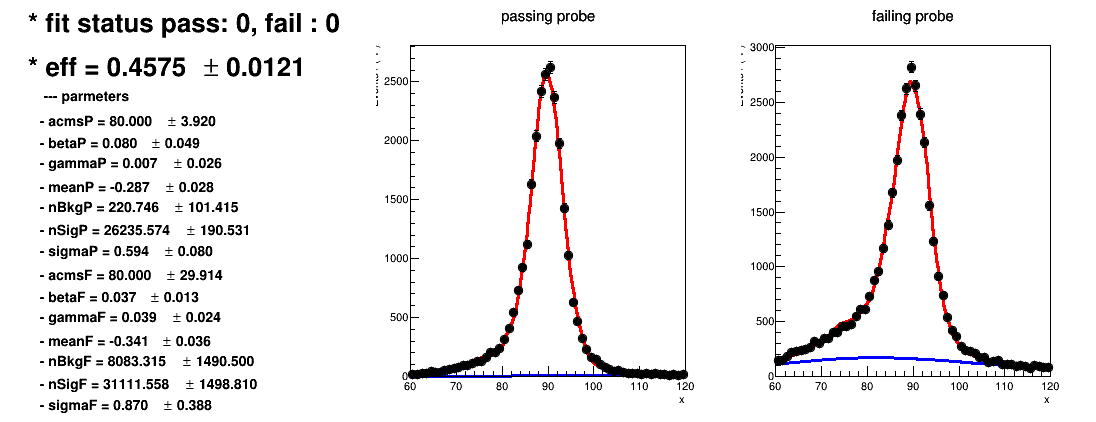 * fit status pass: 0, fail : 0
* eff = 0.4575 ± 0.0121
--- parmeters
- acmsP = 80.000 ± 3.920
- betaP = 0.080 ± 0.049
- gammaP = 0.007 ± 0.026
- meanP = -0.287 ± 0.028
- nBkgP = 220.746 ± 101.415
- nSigP = 26235.574 ± 190.531
- sigmaP = 0.594 ± 0.080
- acmsF = 80.000 ± 29.914
- betaF = 0.037 ± 0.013
- gammaF = 0.039 ± 0.024
- meanF = -0.341 ± 0.036
- nBkgF = 8083.315 ± 1490.500
- nSigF = 31111.558 ± 1498.810
- sigmaF = 0.870 ± 0.388
passing probe
2500
2000
1500
1000
500
0
60 70 80 90 100 110 120
x
failing probe
3000
2500
2000
1500
1000
500
0
60 70 80 90 100 110 120
x